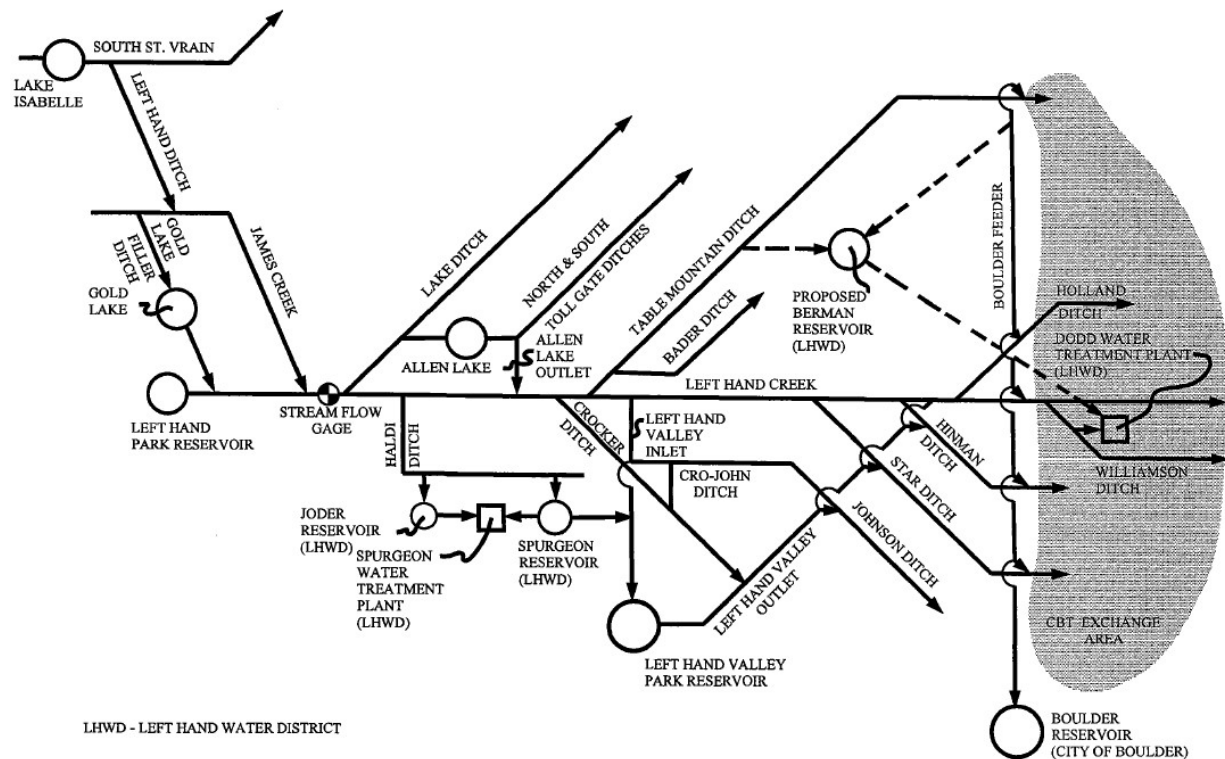 SOUTH ST. VRAIN
LAKE
ISABELLE
LEFT HAND DITCH
GOLD
LAKE
FILLER
DITCH
JAMES CREEK
GOLD
LAKE
LEFT HAND
PARK RESERVOIR
STREAM FLOW
GAGE
LAKE DITCH
ALLEN LAKE
NORTH & SOUTH
TOLL GATE DITCHES
ALLEN
LAKE
OUTLET
TABLE MOUNTAIN DITCH
BADER DITCH
PROPOSED
BERMAN
RESERVOIR
(LHWD)
BOULDER FEEDER
HOLLAND
DITCH
DODD WATER
TREATMENT PLANT
(LHWD)
LEFT HAND CREEK
HALDI
DITCH
CROCKER
DITCH
LEFT HAND
VALLEY
INLET
CRO-JOHN
DITCH
HINMAN
DITCH
STAR DITCH
WILLIAMSON
DITCH
JOHNSON DITCH
JODER
RESERVOIR
(LHWD)
SPURGEON
WATER
TREATMENT
PLANT
(LHWD)
SPURGEON
RESERVOIR
(LHWD)
LEFT HAND VALLEY
OUTLET
LEFT HAND VALLEY
PARK RESERVOIR
CBT EXCHANGE
AREA
BOULDER
RESERVOIR
(CITY OF BOULDER)
LHWD - LEFT HAND WATER DISTRICT